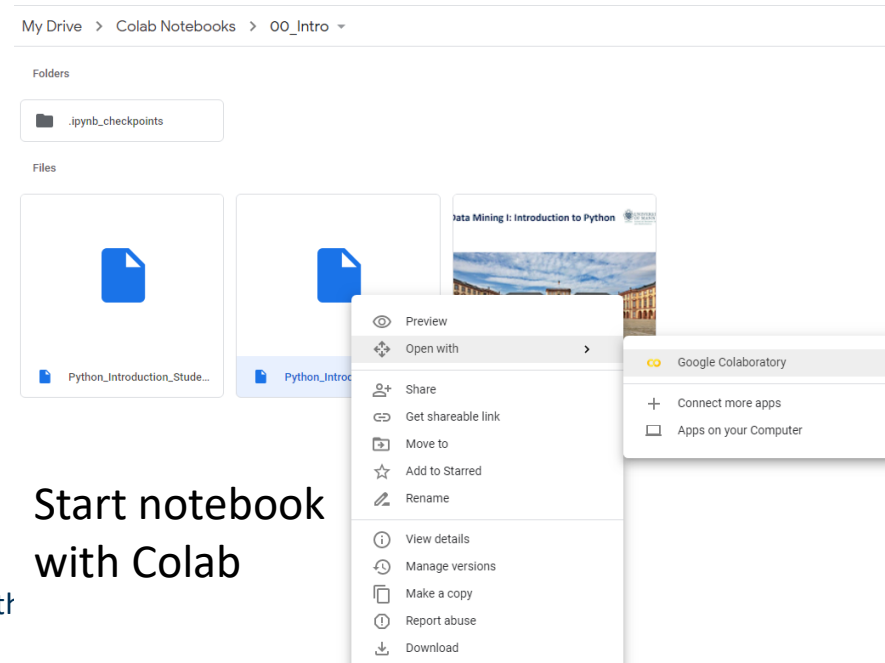 My Drive > Colab Notebooks > 00_Intro
Folders
.ipynb_checkpoints
Files
Data Mining I: Introduction to Python
Preview
Open with
Google Colaboratory
Python_Introduction_Stude...
Python_Introd
Share
Connect more apps
Get shareable link
Apps on your Computer
Move to
Add to Starred
Rename
Start notebook
with Colab
View details
Manage versions
Make a copy
Report abuse
Download